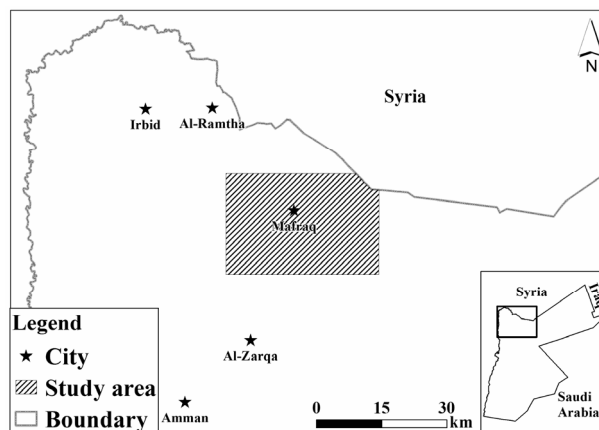 N
Syria
Irbid
Al-Ramtha
Mafraq
Al-Zarqa
Amman
Legend
City
Study area
Boundary
0 15 30 km
Syria
Iraq
Saudi
Arabia